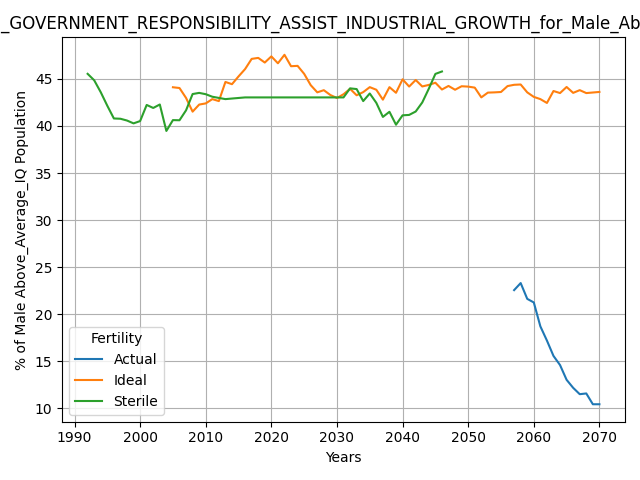 _GOVERNMENT_RESPONSIBILITY_ASSIST_INDUSTRIAL_GROWTH_for_Male_Ab
% of Male Above_Average_IQ Population
45
40
35
30
25
20
15
10
Fertility
Actual
Ideal
Sterile
1990 2000 2010 2020 2030 2040 2050 2060 2070
Years